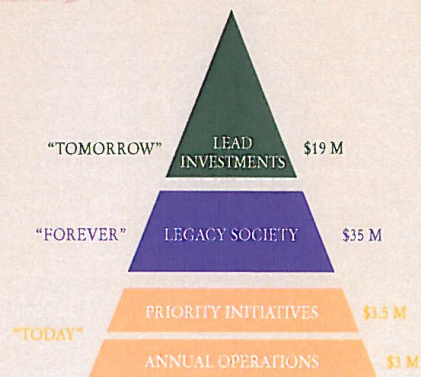 LEAD
"TOMORROW" INVESTMENTS $19 M
"FOREVER" LEGACY SOCIETY $35 M
PRIORITY INITIATIVES $3.5 M
"TODAY"
ANNUAL OPERATIONS $3 M